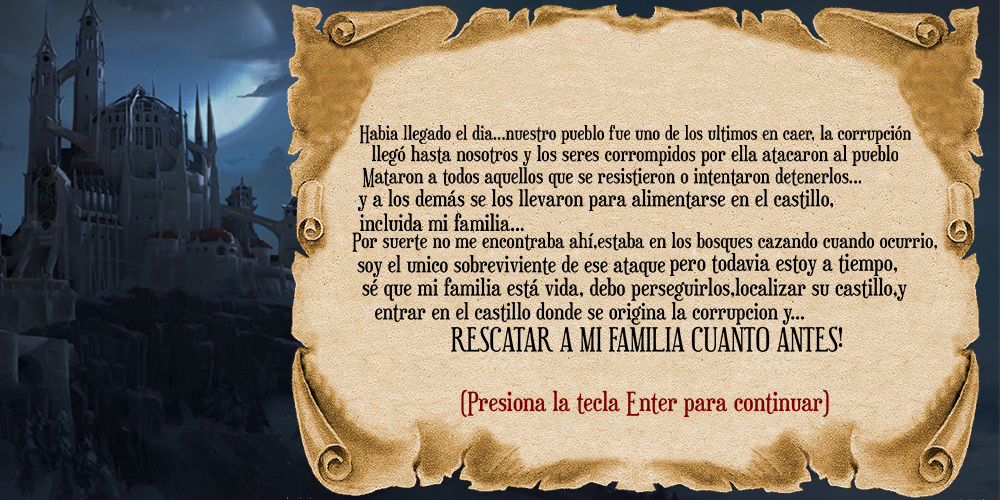 Habia llegado el dia...nuestro pueblo fue uno de los ultimos en caer, la corrupción
llegó hasta nosotros y los seres corrompidos por ella atacaron al pueblo
Mataron a todos aquellos que se resistieron o intentaron detenerlos...
y a los demás se los llevaron para alimentarse en el castillo,
incluida mi familia...
Por suerte no me encontraba ahí,estaba en los bosques cazando cuando ocurrio,
soy el unico sobreviviente de ese ataque pero todavia estoy a tiempo,
sé que mi familia está vida, debo perseguirlos,localizar su castillo,y
entrar en el castillo donde se origina la corrupcion y...
RESCATAR A MI FAMILIA CUANTO ANTES!
(Presiona la tecla Enter para continuar)